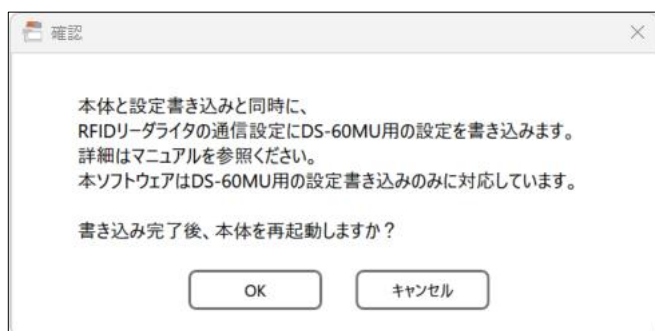 確認
本体と設定書き込みと同時に、
RFIDリーダライタの通信設定にDS-60MU用の設定を書き込みます。
詳細はマニュアルを参照ください。
本ソフトウェアはDS-60MU用の設定書き込みのみに対応しています。
書き込み完了後、本体を再起動しますか？
OK
キャンセル